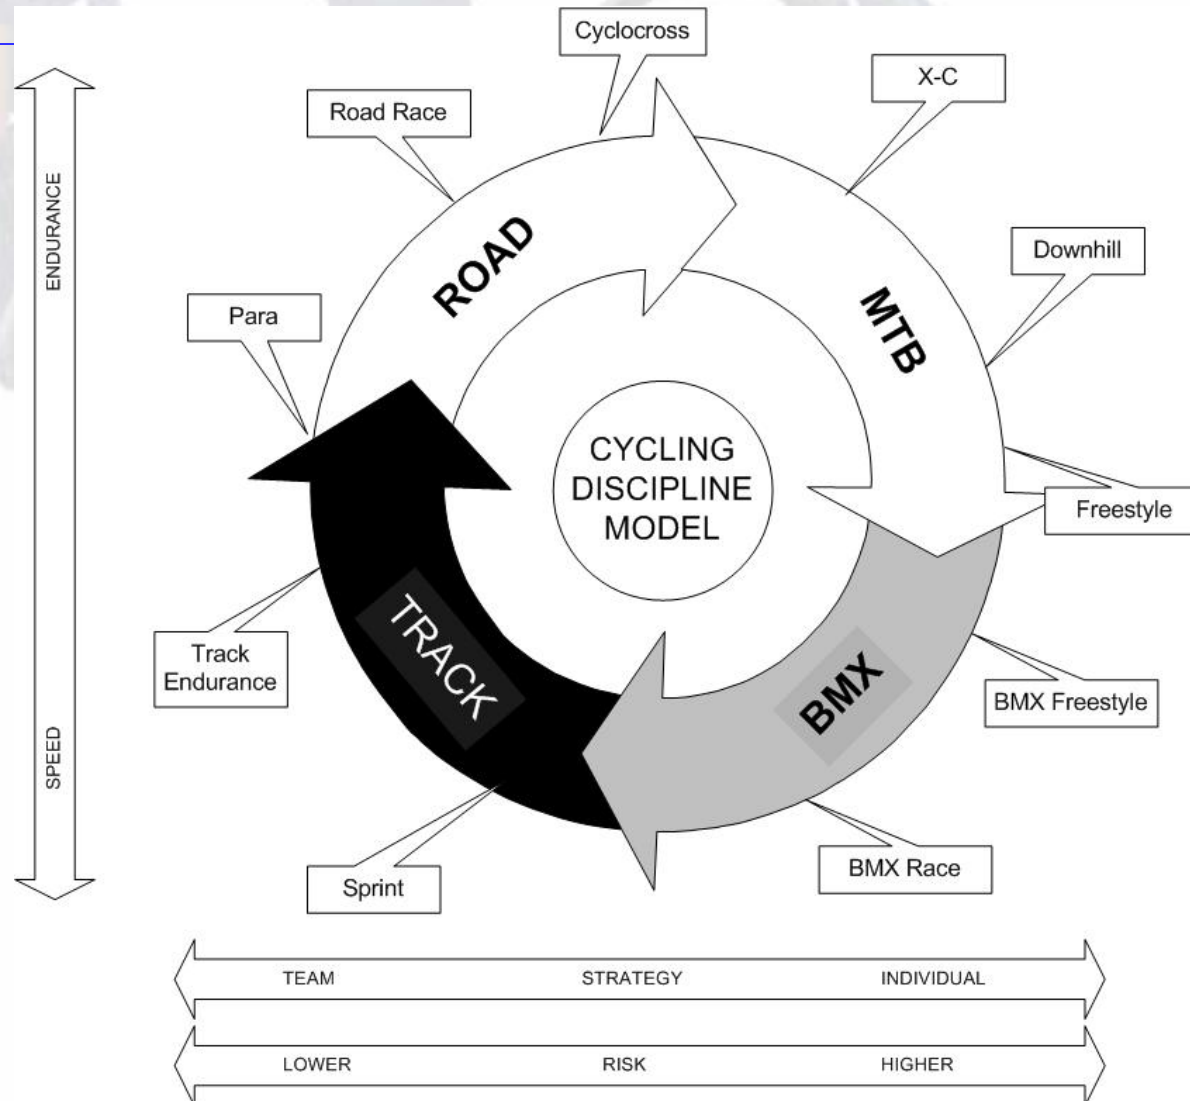 Cyclocross
X-C
Road Race
ENDURANCE
Downhill
ROAD
MTB
Para
CYCLING
DISCIPLINE
MODEL
Freestyle
TRACK
Track
Endurance
BMX
BMX Freestyle
SPEED
BMX Race
Sprint
TEAM STRATEGY INDIVIDUAL
LOWER RISK HIGHER